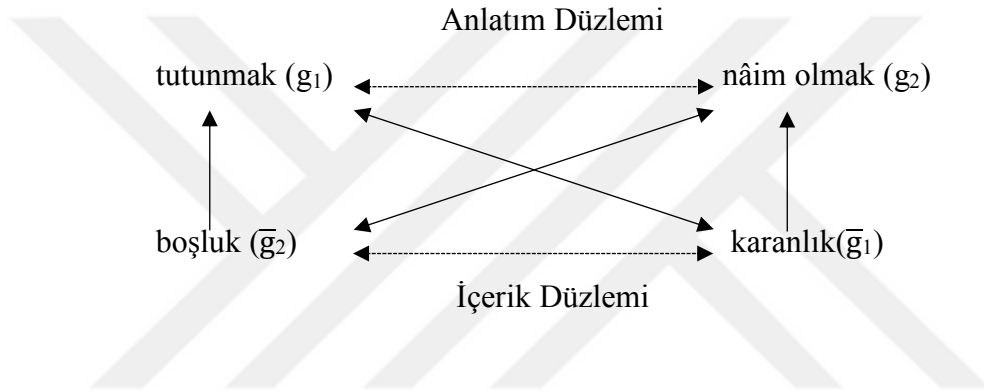 Anlatım Düzlemi
tutunmak (g₁) nâim olmak (g₂)
boşluk (g̅₂) karanlık(g̅₁)
İçerik Düzlemi